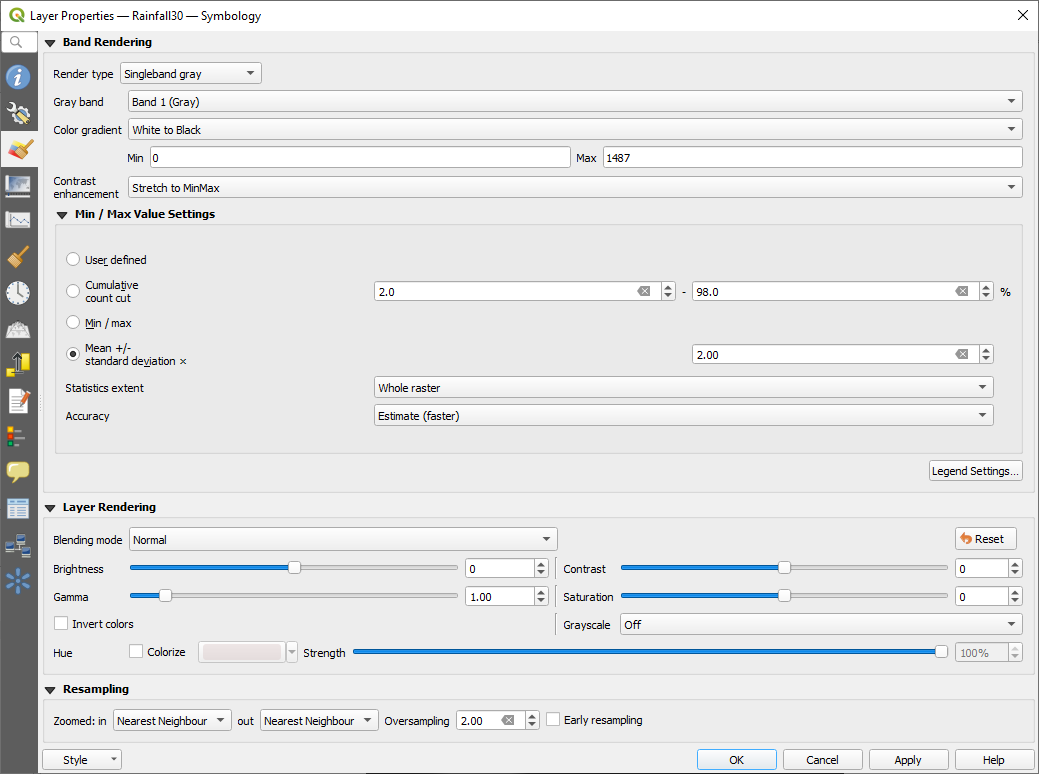 Layer Properties — Rainfall30 — Symbology
Band Rendering
Render type Singleband gray
Gray band Band 1 (Gray)
Color gradient White to Black
Min 0 Max 1487
Contrast
enhancement Stretch to MinMax
Min / Max Value Settings
User defined
Cumulative
count cut 2.0 - 98.0 %
Min / max
Mean +/-
standard deviation × 2.00
Statistics extent Whole raster
Accuracy Estimate (faster)
Legend Settings...
Layer Rendering
Blending mode Normal Reset
Brightness 0 Contrast 0
Gamma 1.00 Saturation 0
Invert colors Grayscale Off
Hue Colorize Strength 100%
Resampling
Zoomed: in Nearest Neighbour out Nearest Neighbour Oversampling 2.00 Early resampling
Style OK Cancel Apply Help